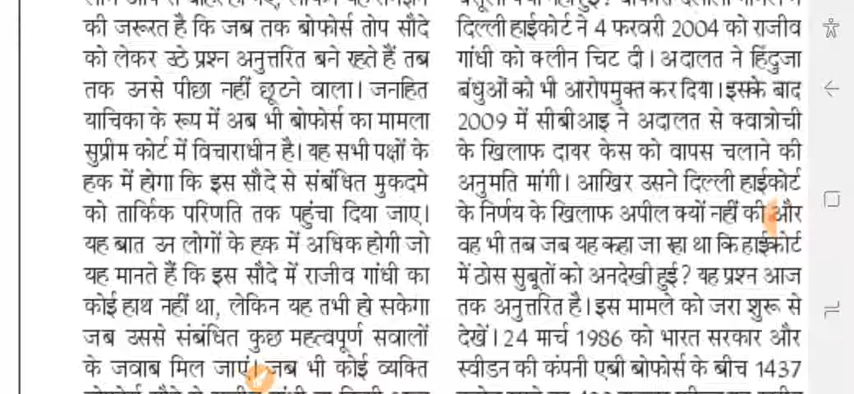 की जरूरत है कि जब तक बोफोर्स तोप सौदे
को लेकर उठे प्रश्न अनुत्तरित बने रहते हैं तब
तक उनसे पीछा नहीं छूटने वाला। जनहित
याचिका के रूप में अब भी बोफोर्स का मामला
सुप्रीम कोर्ट में विचाराधीन है। यह सभी पक्षों के
हक में होगा कि इस सौदे से संबंधित मुकदमे
को तार्किक परिणति तक पहुंचा दिया जाए।
यह बात उन लोगों के हक में अधिक होगी जो
यह मानते हैं कि इस सौदे में राजीव गांधी का
कोई हाथ नहीं था, लेकिन यह तभी हो सकेगा
जब उससे संबंधित कुछ महत्वपूर्ण सवालों
के जवाब मिल जाएं। जब भी कोई व्यक्ति
दिल्ली हाईकोर्ट ने 4 फरवरी 2004 को राजीव
गांधी को क्लीन चिट दी। अदालत ने हिंदुजा
बंधुओं को भी आरोपमुक्त कर दिया। इसके बाद
2009 में सीबीआइ ने अदालत से क्वात्रोची
के खिलाफ दायर केस को वापस चलाने की
अनुमति मांगी। आखिर उसने दिल्ली हाईकोर्ट
के निर्णय के खिलाफ अपील क्यों नहीं की और
वह भी तब जब यह कहा जा रहा था कि हाईकोर्ट
में ठोस सुबूतों को अनदेखी हुई? यह प्रश्न आज
तक अनुत्तरित है। इस मामले को जरा शुरू से
देखें। 24 मार्च 1986 को भारत सरकार और
स्वीडन की कंपनी एबी बोफोर्स के बीच 1437